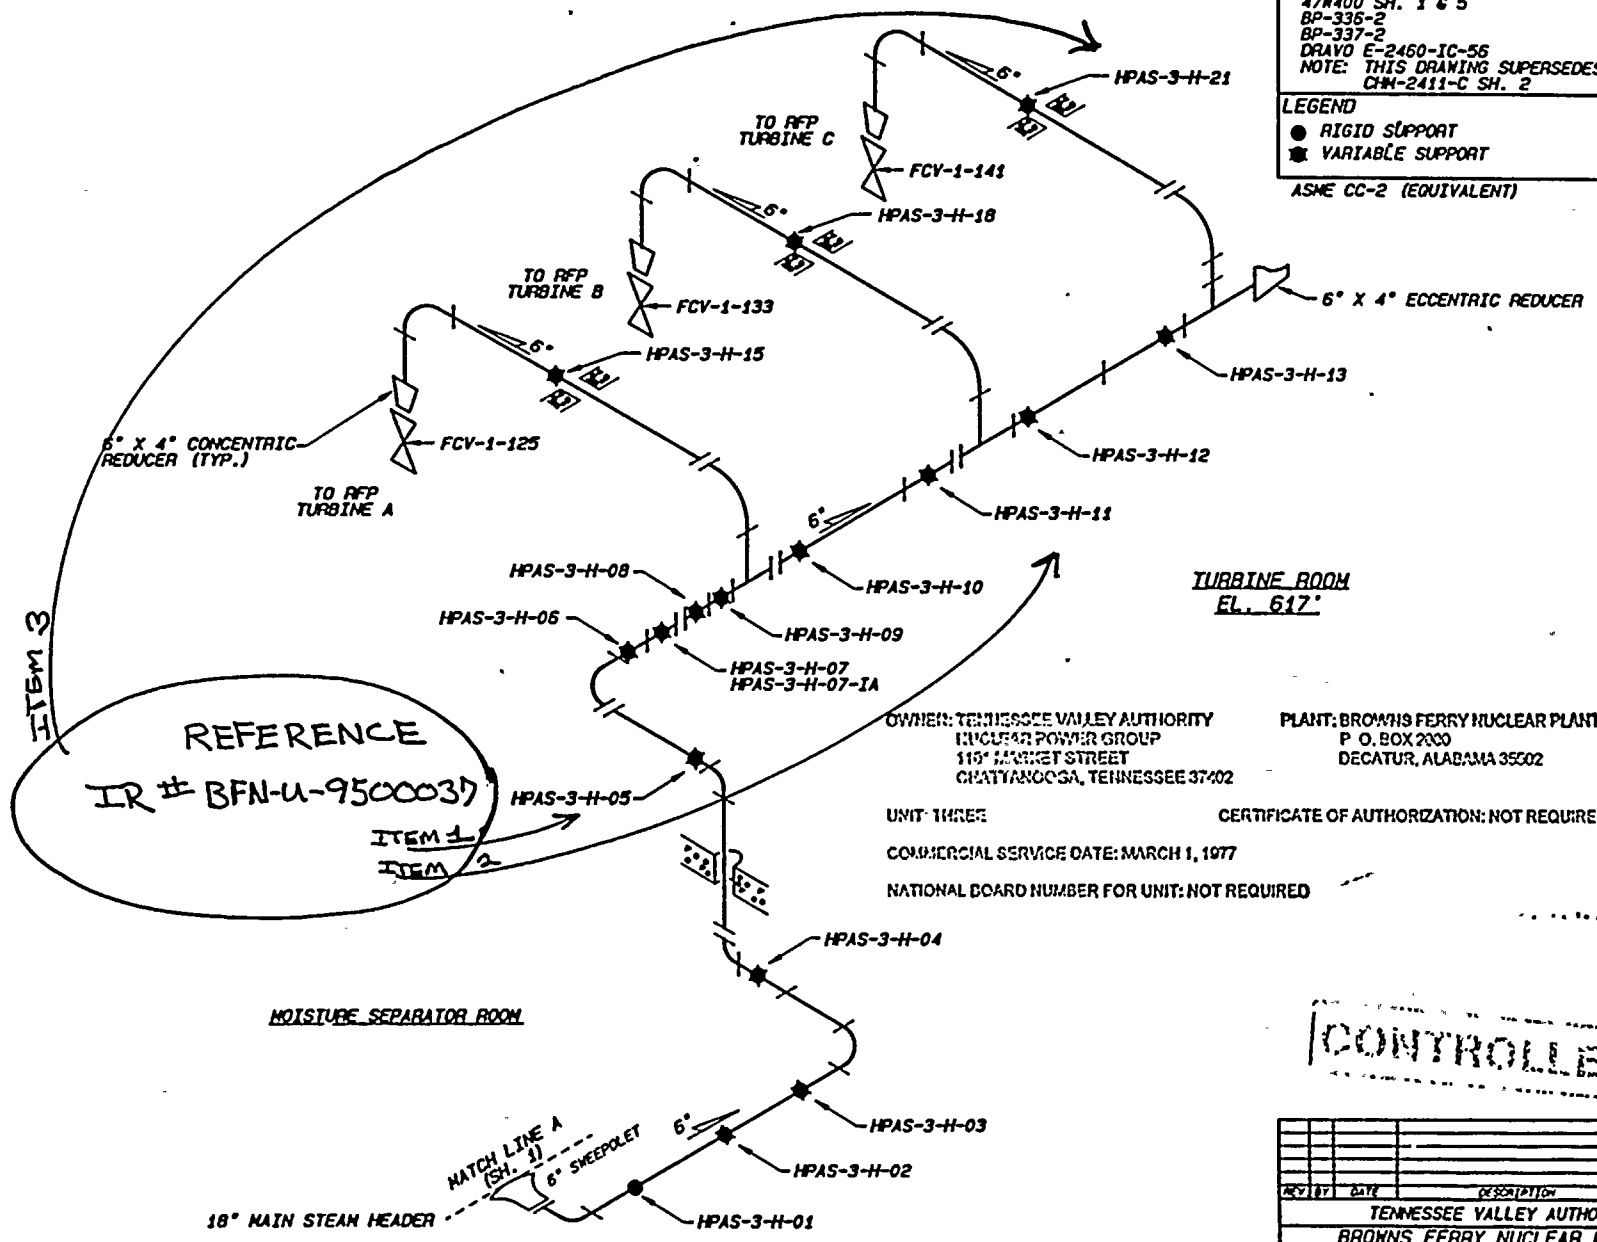 47W400 SH. 1 & 5
BP-336-2
BP-337-2
DRAVO E-2460-IC-56
NOTE: THIS DRAWING SUPERSEDES
CHM-2411-C SH. 2
LEGEND
RIGID SUPPORT
VARIABLE SUPPORT
ASME CC-2 (EQUIVALENT)
6"
HPAS-3-H-21
TO RFP
TURBINE C
FCV-1-141
6"
HPAS-3-H-18
TO RFP
TURBINE B
FCV-1-133
6" X 4" ECCENTRIC REDUCER
6"
HPAS-3-H-15
HPAS-3-H-13
6" X 4" CONCENTRIC
REDUCER (TYP.)
FCV-1-125
HPAS-3-H-12
TO RFP
TURBINE A
6"
HPAS-3-H-11
HPAS-3-H-08
HPAS-3-H-10
TURBINE ROOM
EL. 617'
HPAS-3-H-06
HPAS-3-H-09
HPAS-3-H-07
HPAS-3-H-07-IA
ITEM 3
REFERENCE
IR # BFN-U-9500037
ITEM 1
ITEM 2
HPAS-3-H-05
OWNER: TENNESSEE VALLEY AUTHORITY
NUCLEAR POWER GROUP
MARKET STREET
CHATTANOOGA, TENNESSEE 37402
PLANT: BROWNS FERRY NUCLEAR PLANT
P. O. BOX 2000
DECATUR, ALABAMA 35602
UNIT: THREE
CERTIFICATE OF AUTHORIZATION: NOT REQUIRE
COMMERCIAL SERVICE DATE: MARCH 1, 1977
NATIONAL BOARD NUMBER FOR UNIT: NOT REQUIRED
HPAS-3-H-04
MOISTURE SEPARATOR ROOM
CONTROLLE
HPAS-3-H-03
6"
HPAS-3-H-02
MATCH LINE A
(SH. 1)
6" SWEEPOLET
18" MAIN STEAM HEADER
HPAS-3-H-01
REV BY DATE DESCRIPTION
TENNESSEE VALLEY AUTHO
BROWNS FERRY NUCLEAR